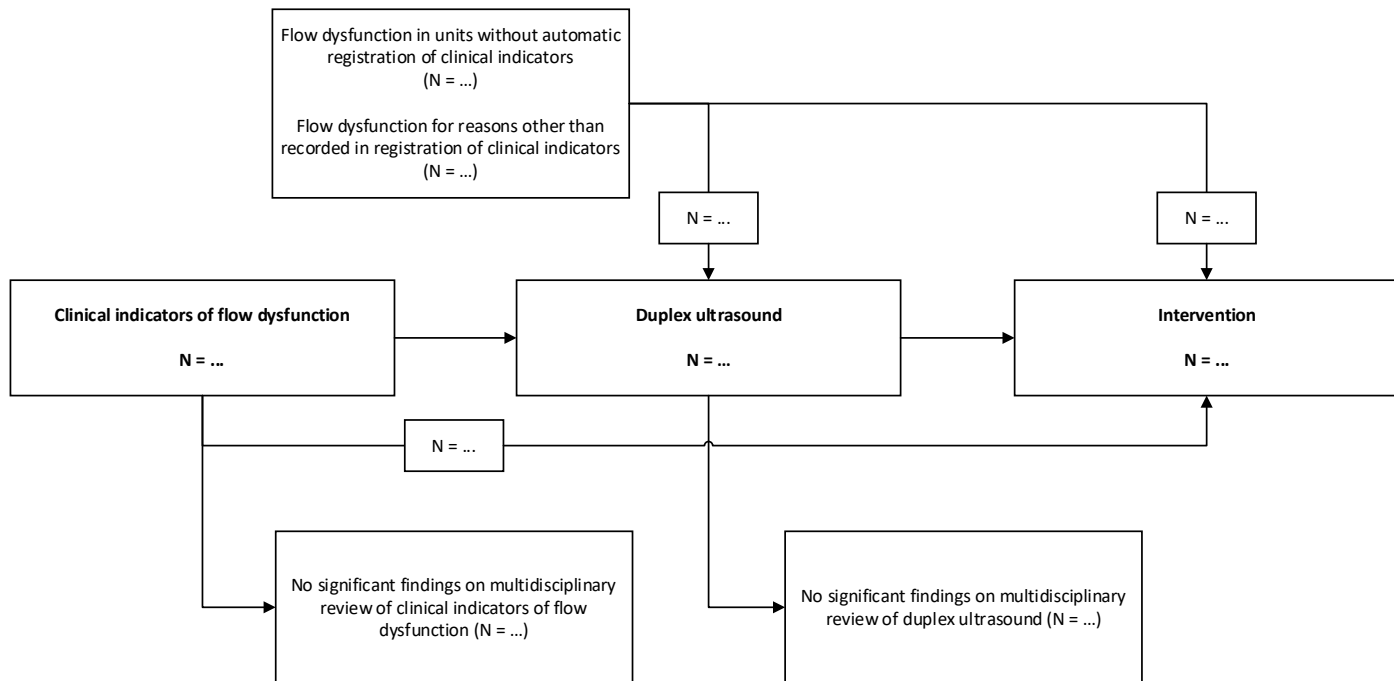 Flow dysfunction in units without automatic
registration of clinical indicators
(N = ...)
Flow dysfunction for reasons other than
recorded in registration of clinical indicators
(N = ...)
N = ...
N = ...
Clinical indicators of flow dysfunction
N = ...
Duplex ultrasound
N = ...
Intervention
N = ...
N = ...
No significant findings on multidisciplinary
review of clinical indicators of flow
dysfunction (N = ...)
No significant findings on multidisciplinary
review of duplex ultrasound (N = ...)